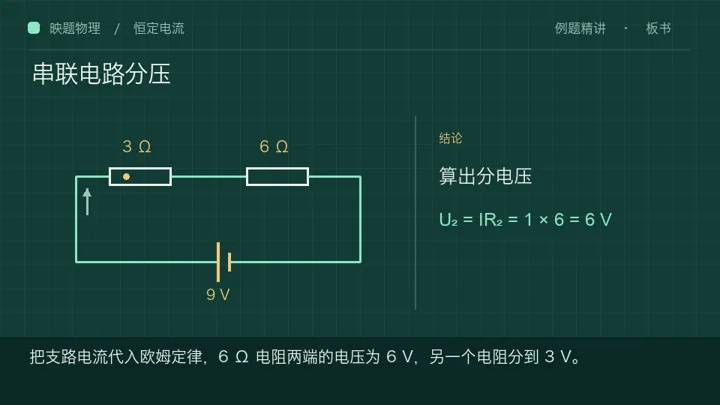 映题物理 / 恒定电流
例题精讲 · 板书
串联电路分压
3 Ω
6 Ω
9 V
结论
算出分电压
U₂ = IR₂ = 1 × 6 = 6 V
把支路电流代入欧姆定律，6 Ω 电阻两端的电压为 6 V，另一个电阻分到 3 V。